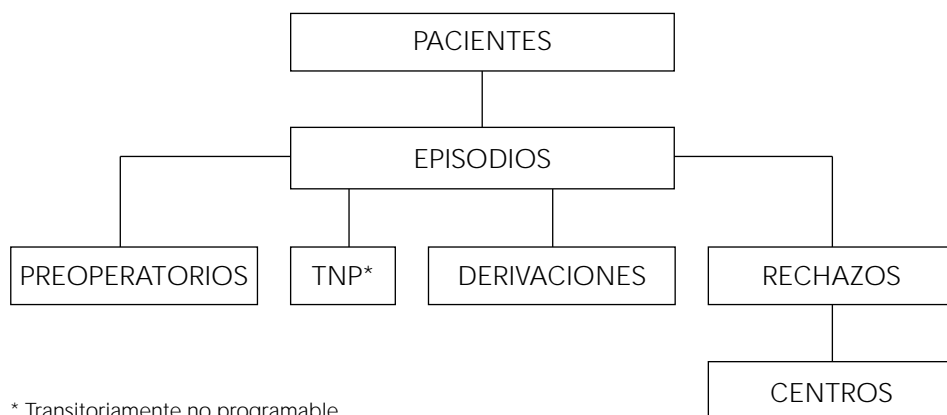 PACIENTES
EPISODIOS
PREOPERATORIOS
TNP*
DERIVACIONES
RECHAZOS
CENTROS
* Transitoriamente no programable